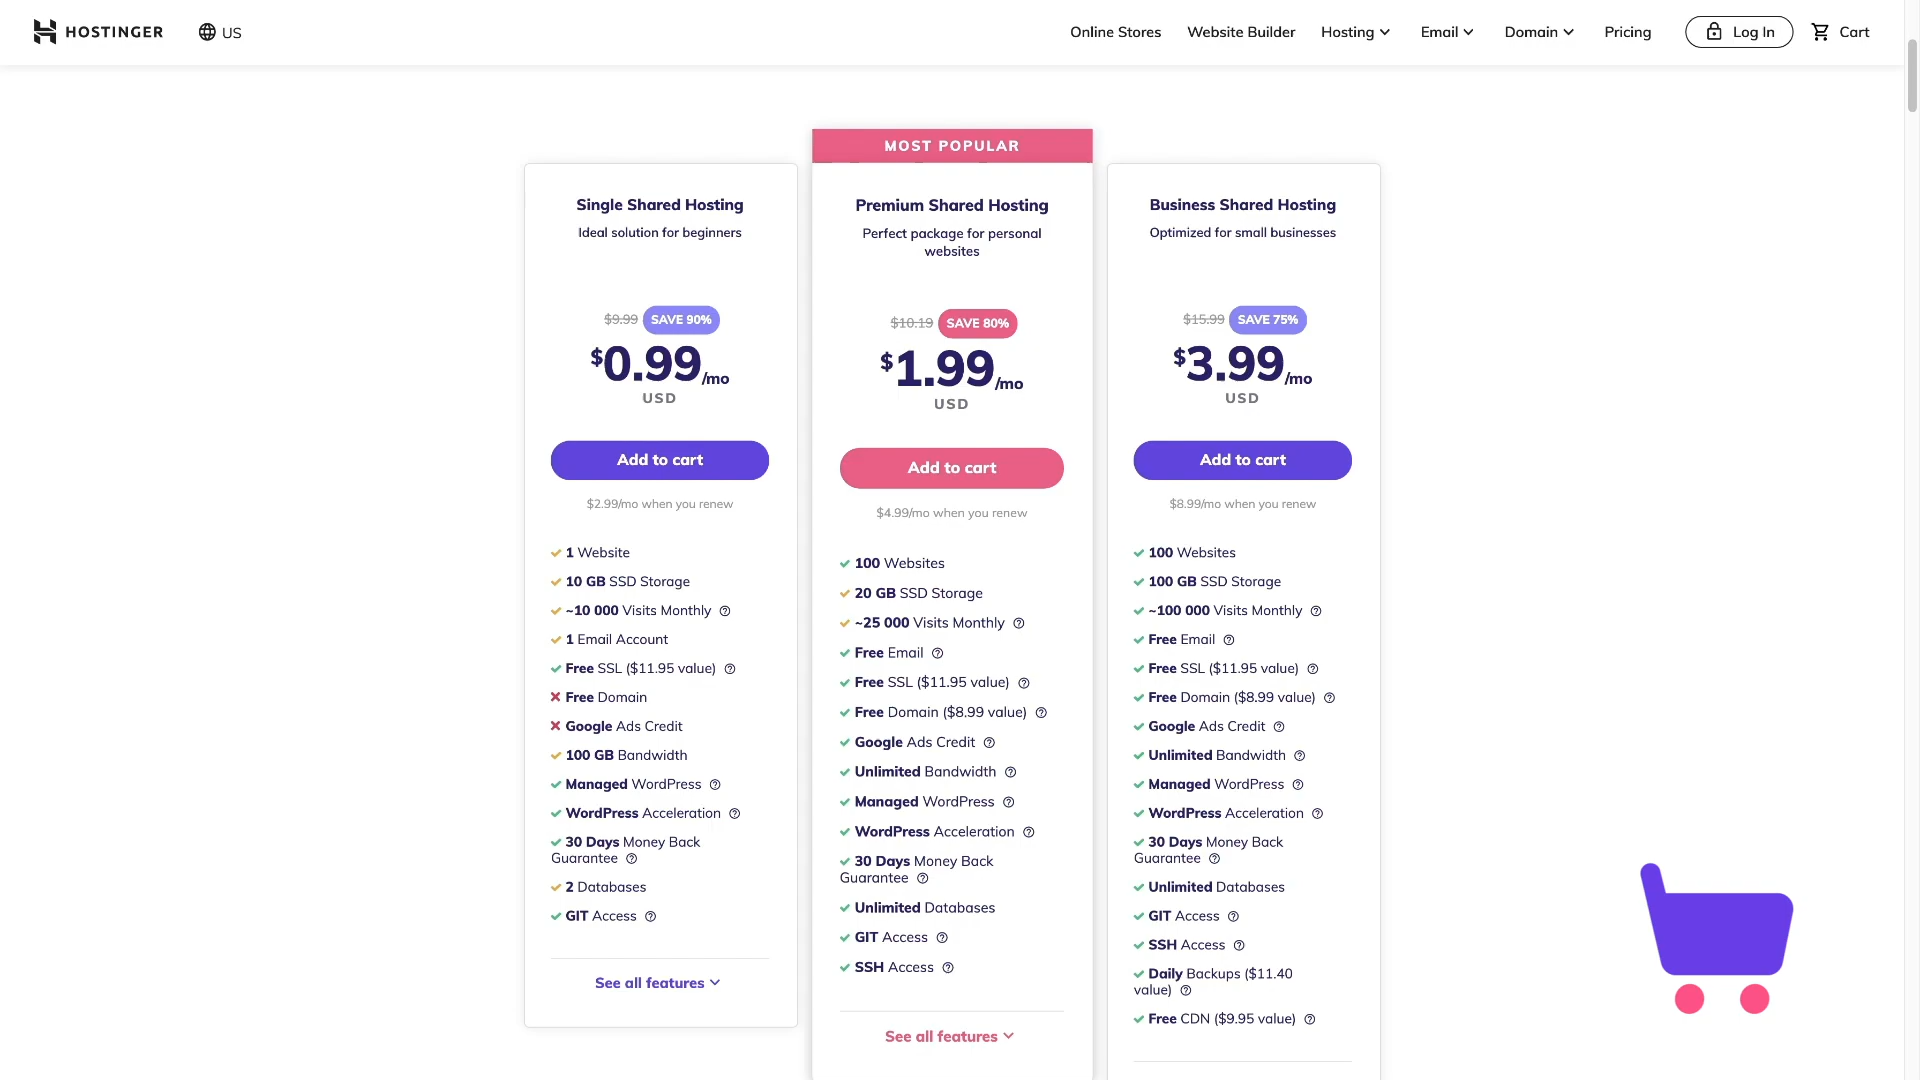 HOSTINGER
US
Online Stores
Website Builder
Hosting
Email
Domain
Pricing
Log In
Cart
Single Shared Hosting
Ideal solution for beginners
$9.99 SAVE 90%
$0.99/mo
USD
Add to cart
$2.99/mo when you renew
1 Website
10 GB SSD Storage
~10 000 Visits Monthly
1 Email Account
Free SSL ($11.95 value)
Free Domain
Google Ads Credit
100 GB Bandwidth
Managed WordPress
WordPress Acceleration
30 Days Money Back
Guarantee
2 Databases
GIT Access
See all features
MOST POPULAR
Premium Shared Hosting
Perfect package for personal
websites
$10.19 SAVE 80%
$1.99/mo
USD
Add to cart
$4.99/mo when you renew
100 Websites
20 GB SSD Storage
~25 000 Visits Monthly
Free Email
Free SSL ($11.95 value)
Free Domain ($8.99 value)
Google Ads Credit
Unlimited Bandwidth
Managed WordPress
WordPress Acceleration
30 Days Money Back
Guarantee
Unlimited Databases
GIT Access
SSH Access
See all features
Business Shared Hosting
Optimized for small businesses
$15.99 SAVE 75%
$3.99/mo
USD
Add to cart
$8.99/mo when you renew
100 Websites
100 GB SSD Storage
~100 000 Visits Monthly
Free Email
Free SSL ($11.95 value)
Free Domain ($8.99 value)
Google Ads Credit
Unlimited Bandwidth
Managed WordPress
WordPress Acceleration
30 Days Money Back
Guarantee
Unlimited Databases
GIT Access
SSH Access
Daily Backups ($11.40
value)
Free CDN ($9.95 value)